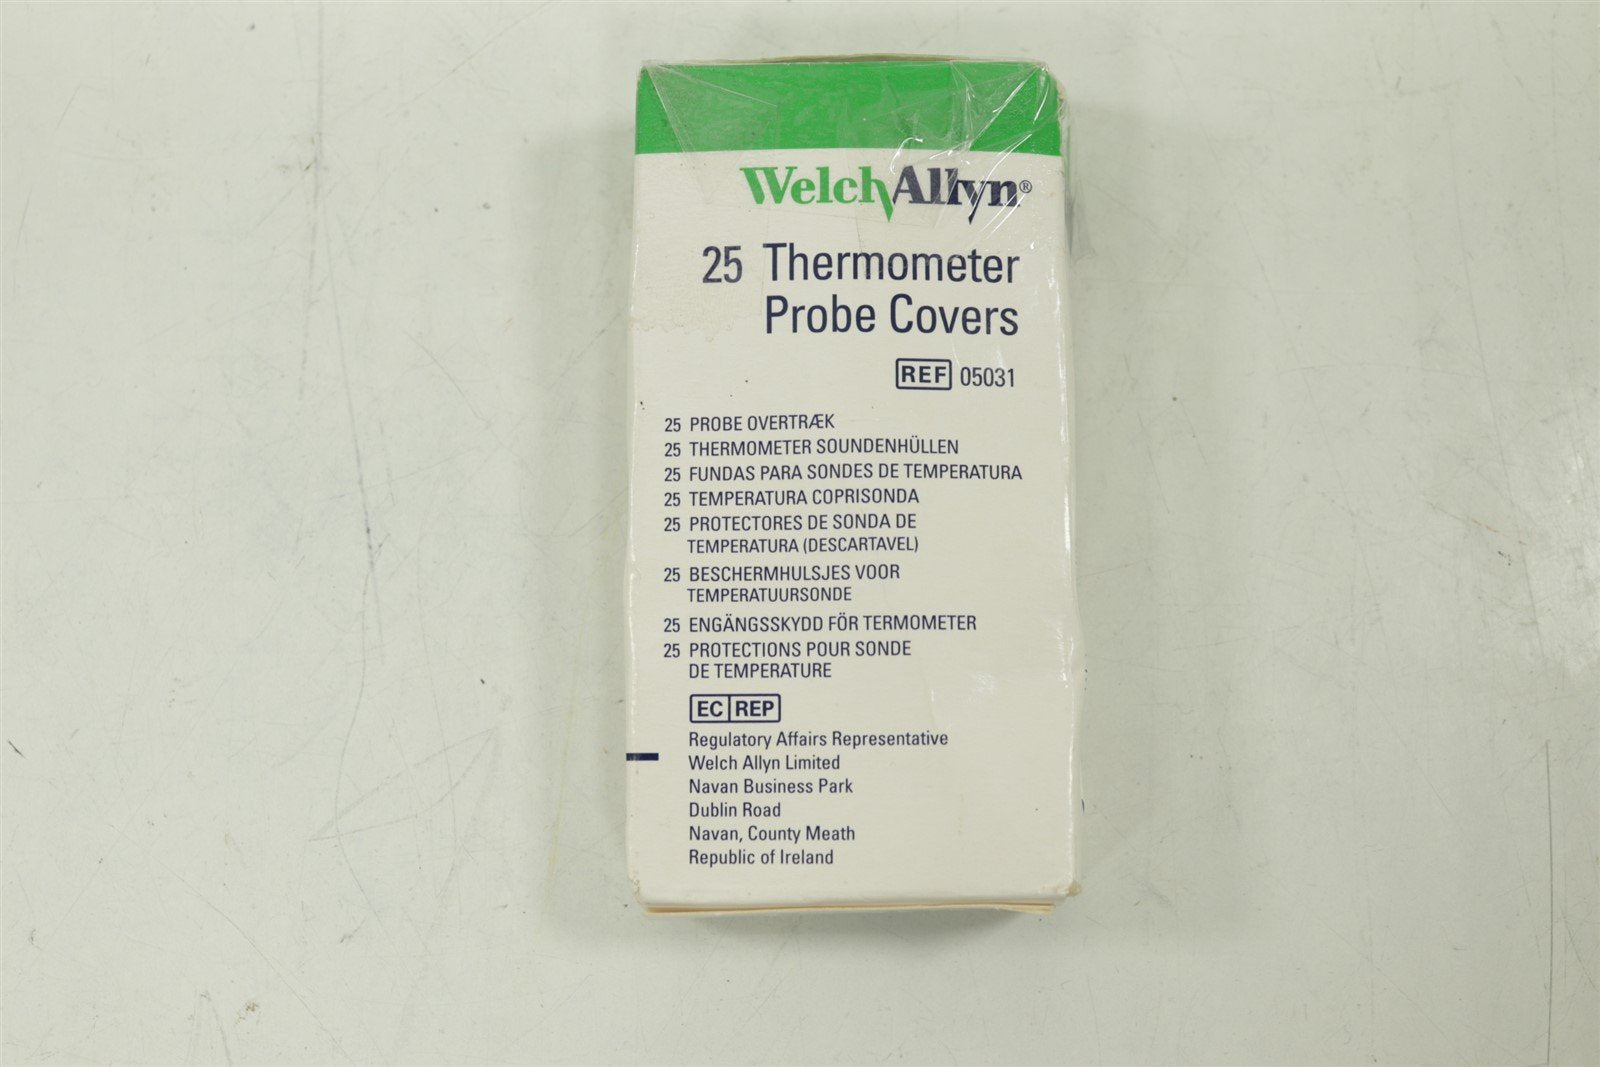 WelchAllyn®
25 Thermometer
Probe Covers
REF 05031
25 PROBE OVERTRÆK
25 THERMOMETER SOUNDENHÜLLEN
25 FUNDAS PARA SONDES DE TEMPERATURA
25 TEMPERATURA COPRISONDA
25 PROTECTORES DE SONDA DE
TEMPERATURA (DESCARTAVEL)
25 BESCHERMHULSJES VOOR
TEMPERATUURSONDE
25 ENGÄNGSSKYDD FÖR TERMOMETER
25 PROTECTIONS POUR SONDE
DE TEMPERATURE
EC REP
Regulatory Affairs Representative
Welch Allyn Limited
Navan Business Park
Dublin Road
Navan, County Meath
Republic of Ireland